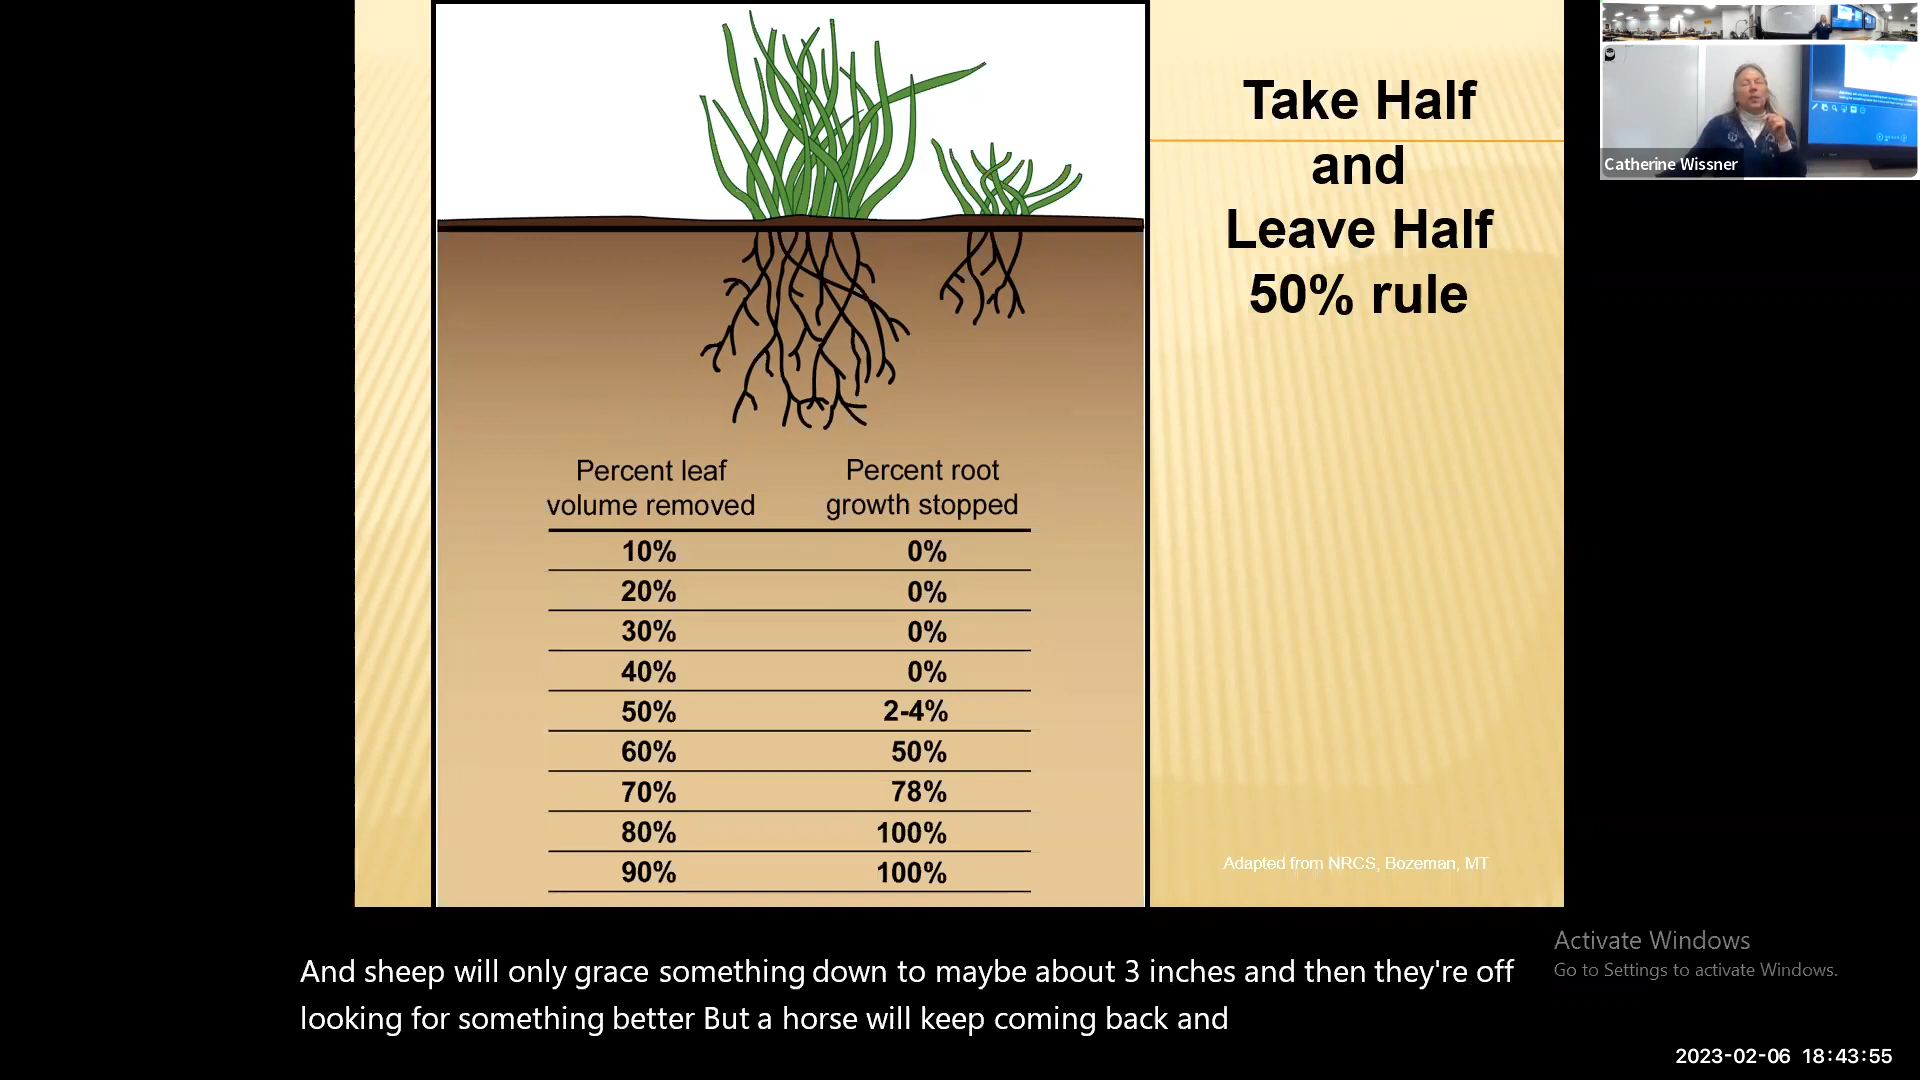 Take Half
and
Leave Half
50% rule
Percent leaf volume removed
Percent root growth stopped
10% 0%
20% 0%
30% 0%
40% 0%
50% 2-4%
60% 50%
70% 78%
80% 100%
90% 100%
Adapted from NRCS, Bozeman, MT
Catherine Wissner
And sheep will only grace something down to maybe about 3 inches and then they're off
looking for something better But a horse will keep coming back and
Activate Windows
Go to Settings to activate Windows.
2023-02-06 18:43:55